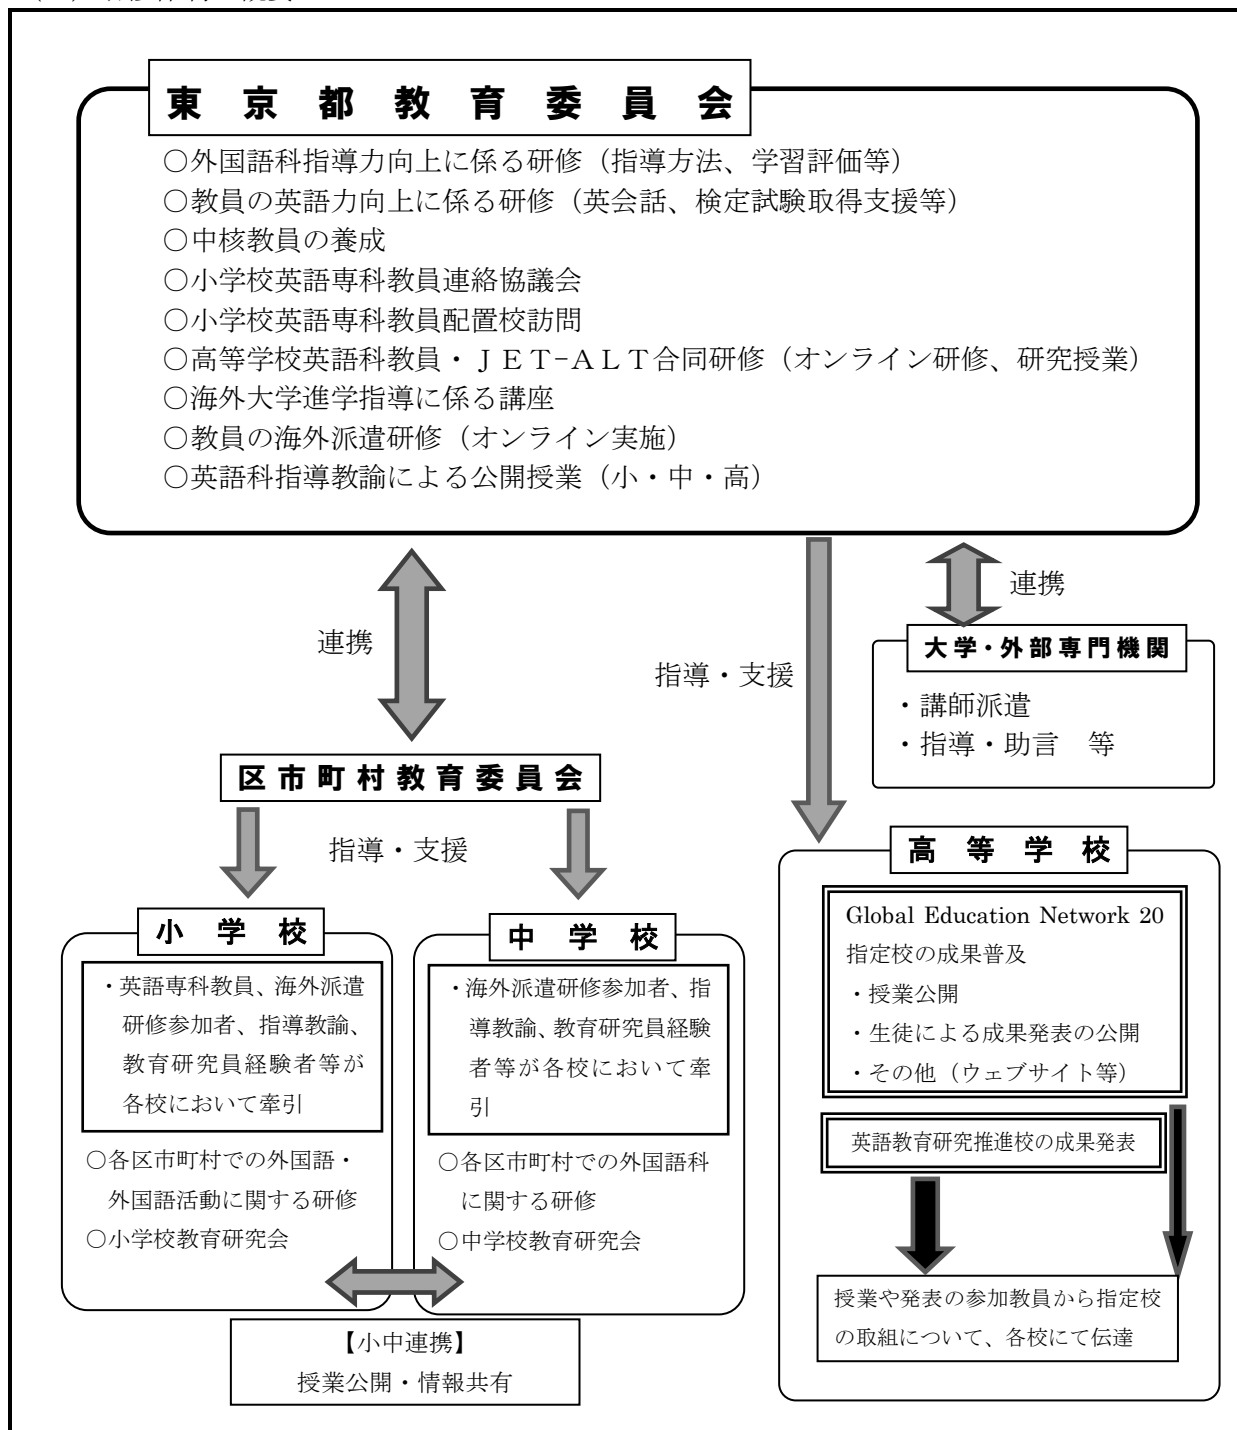 東京都教育委員会
○外国語科指導力向上に係る研修（指導方法、学習評価等）
○教員の英語力向上に係る研修（英会話、検定試験取得支援等）
○中核教員の養成
○小学校英語専科教員連絡協議会
○小学校英語専科教員配置校訪問
○高等学校英語科教員・ＪＥＴ-ＡＬＴ合同研修（オンライン研修、研究授業）
○海外大学進学指導に係る講座
○教員の海外派遣研修（オンライン実施）
○英語科指導教諭による公開授業（小・中・高）
連携
指導・支援
連携
大学・外部専門機関
・講師派遣
・指導・助言　等
区市町村教育委員会
指導・支援
小学校
・英語専科教員、海外派遣
研修参加者、指導教諭、
教育研究員経験者等が
各校において牽引
○各区市町村での外国語・
外国語活動に関する研修
○小学校教育研究会
中学校
・海外派遣研修参加者、指
導教諭、教育研究員経験
者等が各校において牽
引
○各区市町村での外国語科
に関する研修
○中学校教育研究会
【小中連携】
授業公開・情報共有
高等学校
Global Education Network 20
指定校の成果普及
・授業公開
・生徒による成果発表の公開
・その他（ウェブサイト等）
英語教育研究推進校の成果発表
授業や発表の参加教員から指定校
の取組について、各校にて伝達